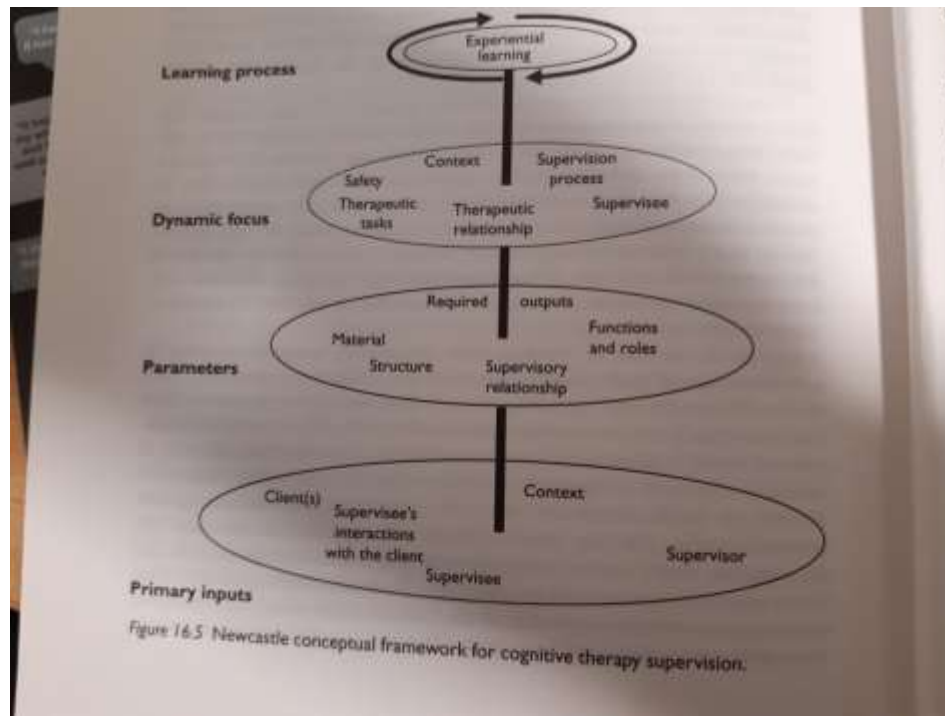 Experiential
learning
Learning process
Context
Supervision
process
Safety
Therapeutic
tasks
Therapeutic
relationship
Supervisee
Dynamic focus
Required outputs
Material
Functions
and roles
Structure
Supervisory
relationship
Parameters
Client(s)
Context
Supervisee's
interactions
with the client
Supervisor
Supervisee
Primary inputs
Figure 16.5 Newcastle conceptual framework for cognitive therapy supervision.